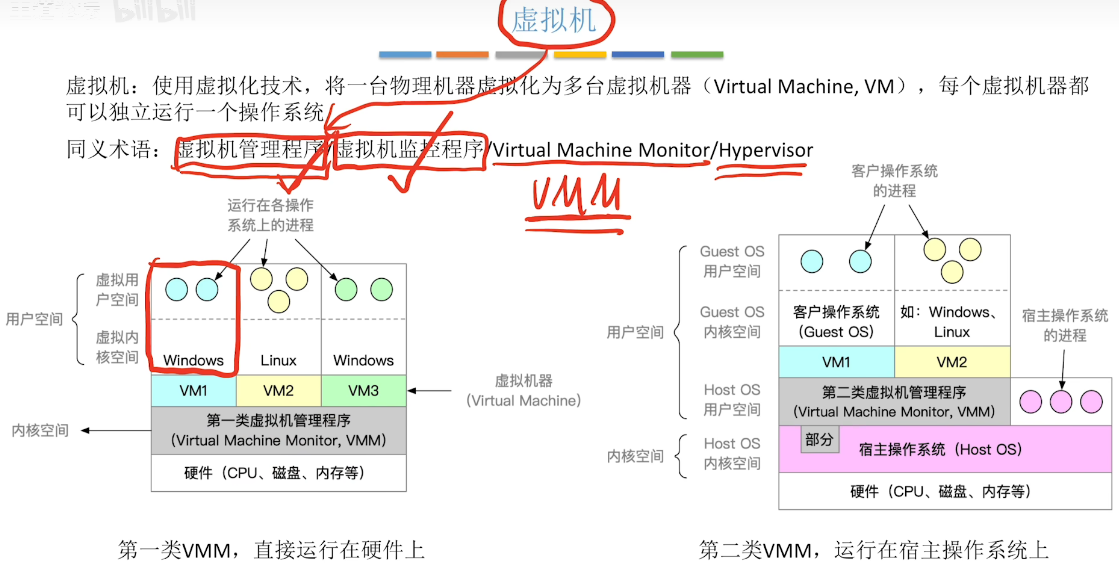 bilibili
虚拟机
虚拟机：使用虚拟化技术，将一台物理机器虚拟化为多台虚拟机器（Virtual Machine, VM），每个虚拟机器都
可以独立运行一个操作系统
同义术语：虚拟机管理程序/虚拟机监控程序/Virtual Machine Monitor/Hypervisor
VMM
运行在各操作
系统上的进程
用户空间
虚拟用
户空间
虚拟内
核空间
Windows
Linux
Windows
VM1
VM2
VM3
虚拟机器
（Virtual Machine）
内核空间
第一类虚拟机管理程序
(Virtual Machine Monitor, VMM)
硬件（CPU、磁盘、内存等）
第一类VMM，直接运行在硬件上
客户操作系统
的进程
用户空间
Guest OS
用户空间
Guest OS
内核空间
客户操作系统
(Guest OS)
如：Windows、
Linux
宿主操作系统
的进程
VM1
VM2
Host OS
用户空间
第二类虚拟机管理程序
(Virtual Machine Monitor, VMM)
内核空间
Host OS
内核空间
部分
宿主操作系统（Host OS）
硬件（CPU、磁盘、内存等）
第二类VMM，运行在宿主操作系统上